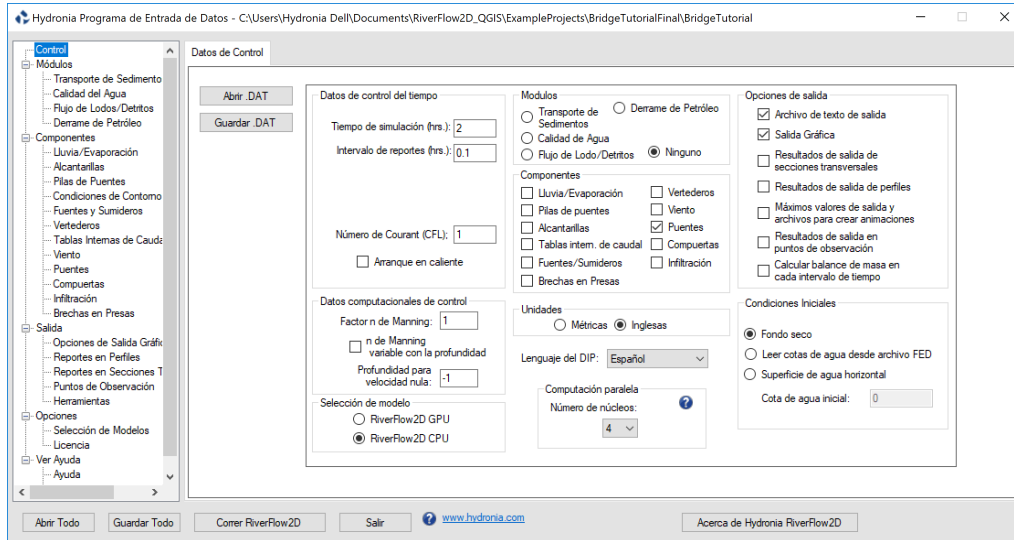 Hydronia Programa de Entrada de Datos - C:\Users\Hydronia Dell\Documents\RiverFlow2D_QGIS\ExampleProjects\BridgeTutorialFinal\BridgeTutorial
Control
Módulos
Transporte de Sedimento
Calidad del Agua
Flujo de Lodos/Detritos
Derrame de Petróleo
Componentes
Lluvia/Evaporación
Alcantarillas
Pilas de Puentes
Condiciones de Contorno
Fuentes y Sumideros
Vertederos
Tablas Internas de Cauda
Viento
Puentes
Compuertas
Infiltración
Brechas en Presas
Salida
Opciones de Salida Gráfic
Reportes en Perfiles
Reportes en Secciones T
Puntos de Observación
Herramientas
Opciones
Selección de Modelos
Licencia
Ver Ayuda
Ayuda
Datos de Control
Abrir .DAT
Guardar .DAT
Datos de control del tiempo
Tiempo de simulación (hrs.): 2
Intervalo de reportes (hrs.): 0.1
Número de Courant (CFL); 1
Arranque en caliente
Datos computacionales de control
Factor n de Manning: 1
n de Manning
variable con la profundidad
Profundidad para
velocidad nula: -1
Selección de modelo
RiverFlow2D GPU
RiverFlow2D CPU
Modulos
Transporte de
Sedimentos
Derrame de Petróleo
Calidad de Agua
Flujo de Lodo/Detritos
Ninguno
Componentes
Lluvia/Evaporación
Vertederos
Pilas de puentes
Viento
Alcantarillas
Puentes
Tablas intern. de caudal
Compuertas
Fuentes/Sumideros
Infiltración
Brechas en Presas
Unidades
Métricas
Inglesas
Lenguaje del DIP: Español
Computación paralela
Número de núcleos:
4
Opciones de salida
Archivo de texto de salida
Salida Gráfica
Resultados de salida de
secciones transversales
Resultados de salida de perfiles
Máximos valores de salida y
archivos para crear animaciones
Resultados de salida en
puntos de observación
Calcular balance de masa en
cada intervalo de tiempo
Condiciones Iniciales
Fondo seco
Leer cotas de agua desde archivo FED
Superficie de agua horizontal
Cota de agua inicial: 0
Abrir Todo
Guardar Todo
Correr RiverFlow2D
Salir
www.hydronia.com
Acerca de Hydronia RiverFlow2D